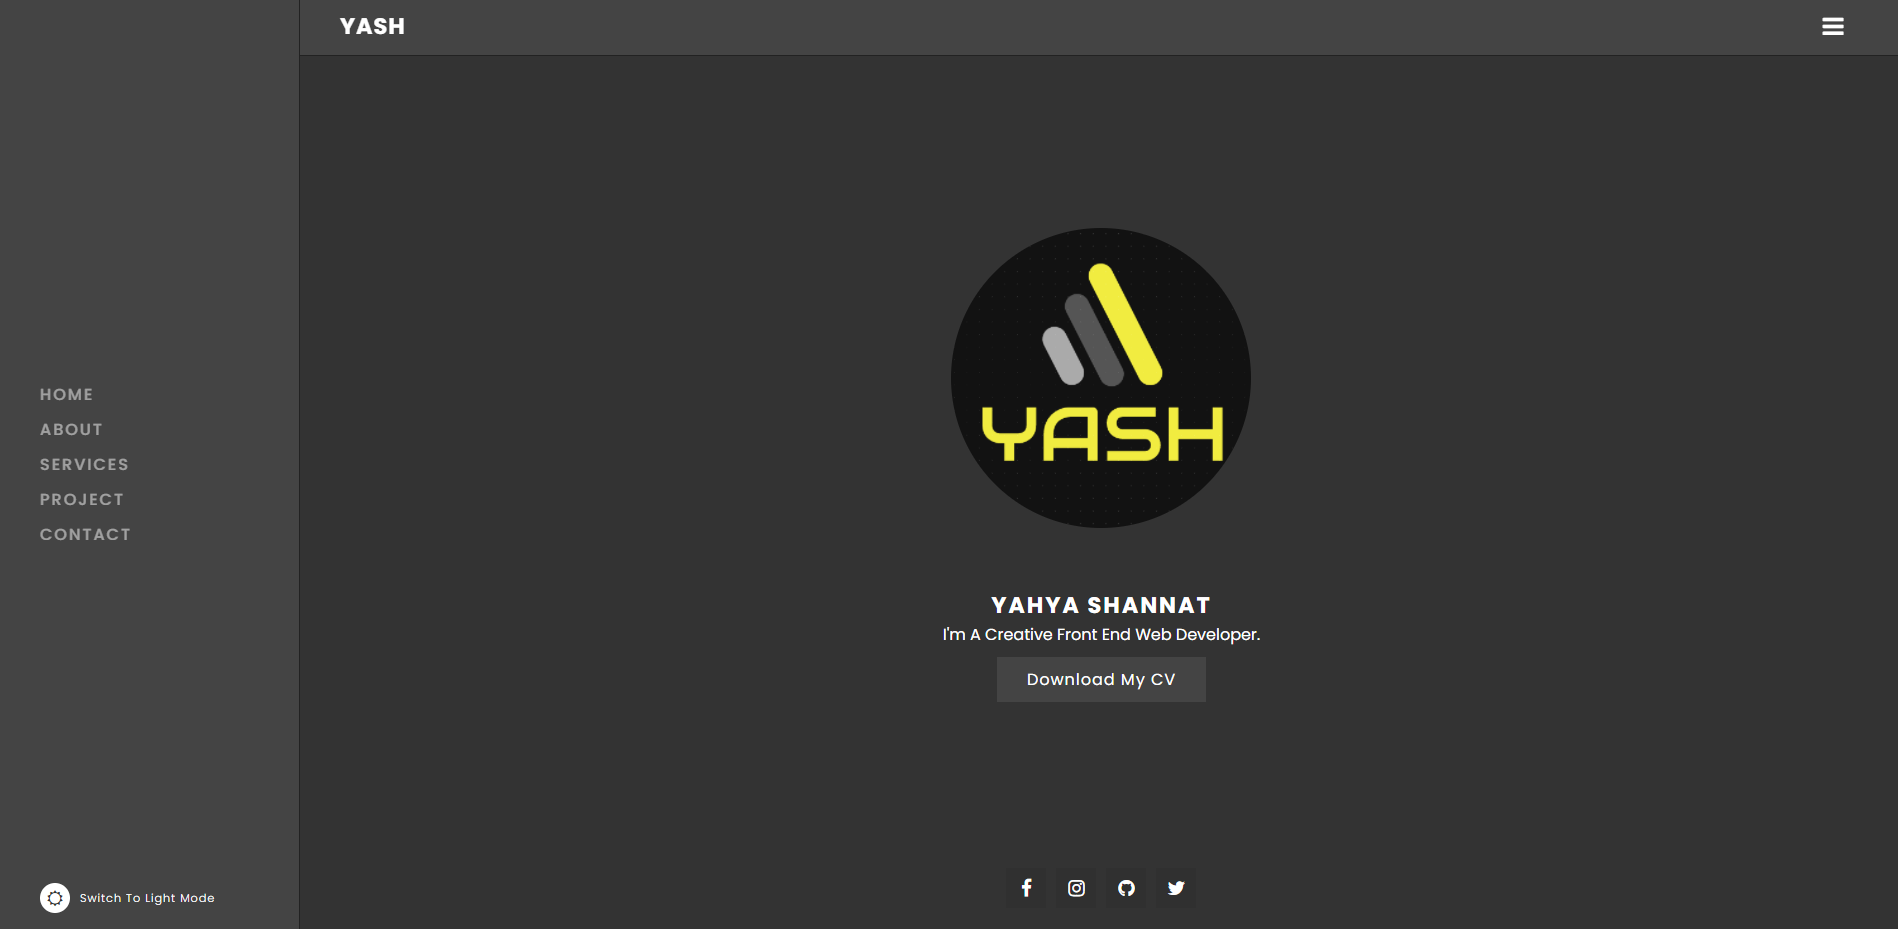 YASH
HOME
ABOUT
SERVICES
PROJECT
CONTACT
Switch To Light Mode
YASH
YAHYA SHANNAT
I'm A Creative Front End Web Developer.
Download My CV